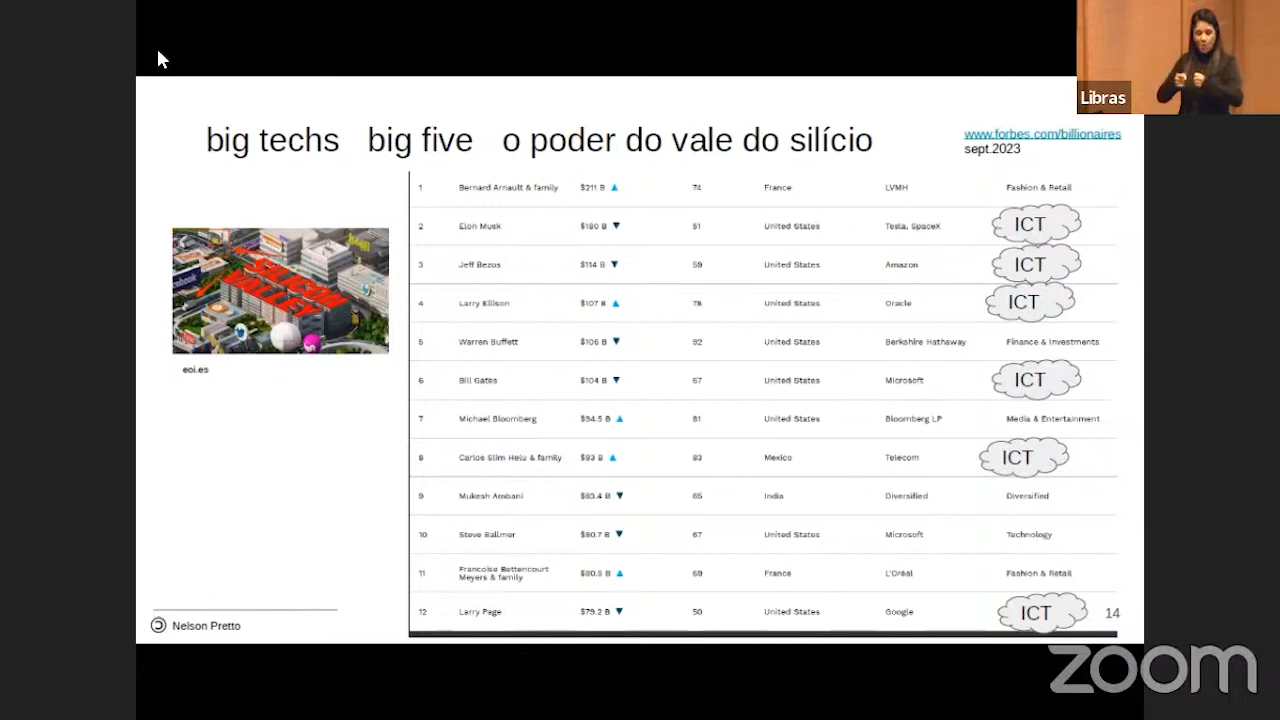 Libras
big techs big five o poder do vale do silício
www.forbes.com/billionaires
sept.2023
1 Bernard Arnault & family $211 B ▲ 74 France LVMH Fashion & Retail
2 Elon Musk $180 B ▼ 51 United States Tesla, SpaceX ICT
3 Jeff Bezos $114 B ▼ 59 United States Amazon ICT
4 Larry Ellison $107 B ▲ 78 United States Oracle ICT
5 Warren Buffett $106 B ▼ 92 United States Berkshire Hathaway Finance & Investments
6 Bill Gates $104 B ▼ 67 United States Microsoft ICT
7 Michael Bloomberg $94.5 B ▲ 81 United States Bloomberg LP Media & Entertainment
8 Carlos Slim Helu & family $93 B ▲ 83 Mexico Telecom ICT
9 Mukesh Ambani $83.4 B ▼ 65 India Diversified Diversified
10 Steve Ballmer $80.7 B ▼ 67 United States Microsoft Technology
11 Francoise Bettencourt Meyers & family $80.5 B ▲ 69 France L'Oréal Fashion & Retail
12 Larry Page $79.2 B ▼ 50 United States Google ICT
SILICON
VALLEY
eoi.es
Nelson Pretto
14
zoom